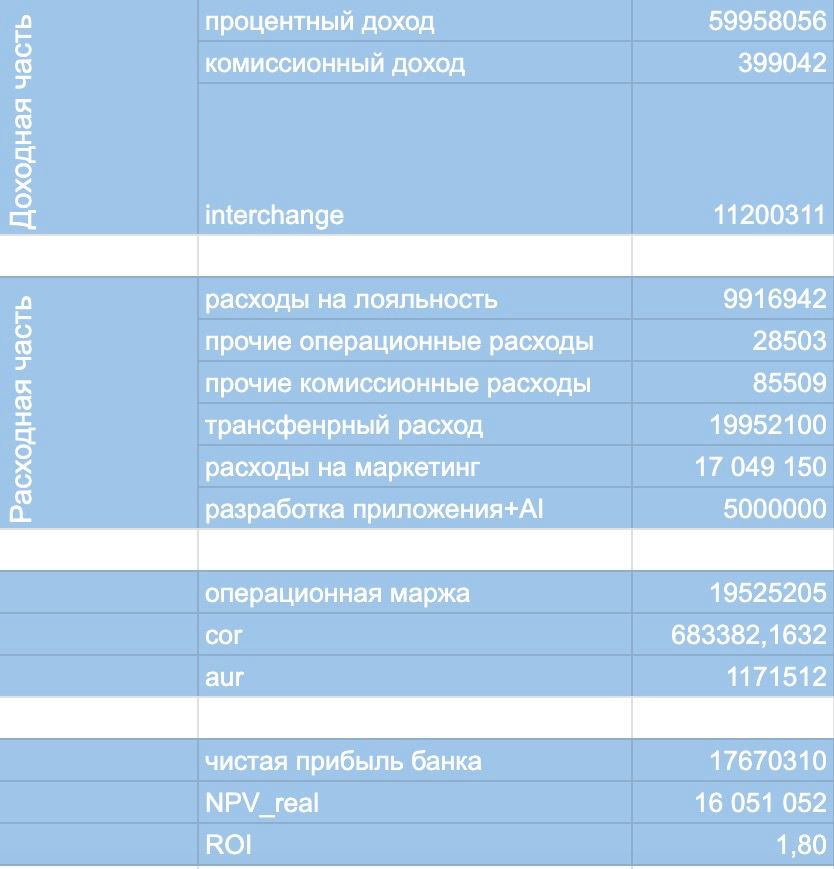 Доходная часть
процентный доход 59958056
комиссионный доход 399042
interchange 11200311
Расходная часть
расходы на лояльность 9916942
прочие операционные расходы 28503
прочие комиссионные расходы 85509
трансфенрный расход 19952100
расходы на маркетинг 17 049 150
разработка приложения+AI 5000000
операционная маржа 19525205
cor 683382,1632
aur 1171512
чистая прибыль банка 17670310
NPV_real 16 051 052
ROI 1,80